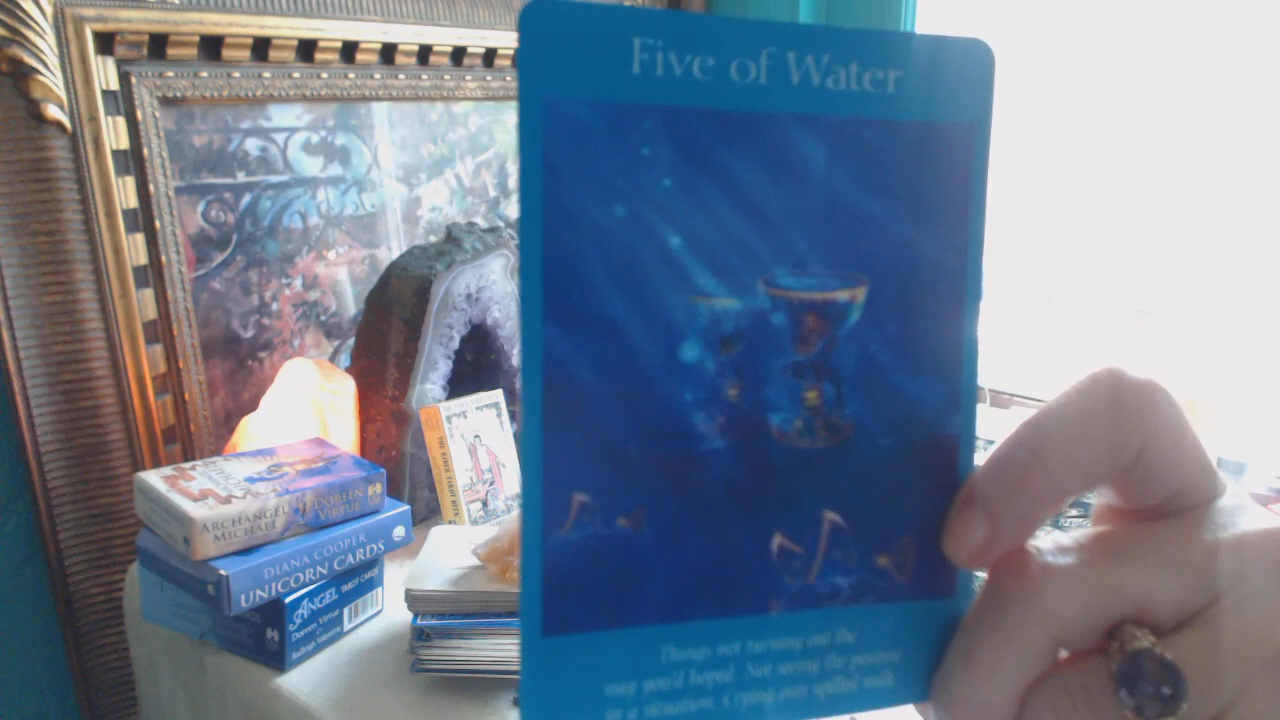 Five of Water
Things not turning out the
way you'd hoped. Not seeing the positive
in a situation. Crying over spilled milk.
ARCHANGEL
MICHAEL
DOREEN
VIRTUE
DIANA COOPER
UNICORN CARDS
ANGEL TAROT CARDS
Doreen Virtue
Radleigh Valentine
THE RIDER TAROT DECK